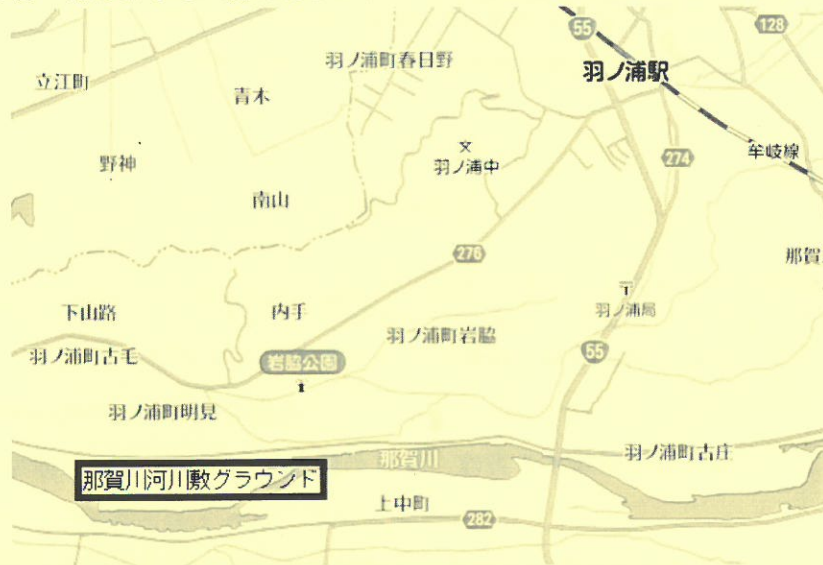 55
128
羽ノ浦町春日野
羽ノ浦駅
立江町
青木
文
羽ノ浦中
274
牟岐線
野神
南山
276
那賀
〒
羽ノ浦局
下山路
内手
羽ノ浦町岩脇
羽ノ浦町古毛
岩脇公園
55
羽ノ浦町明見
那賀川
羽ノ浦町古庄
那賀川河川敷グラウンド
上中町
282